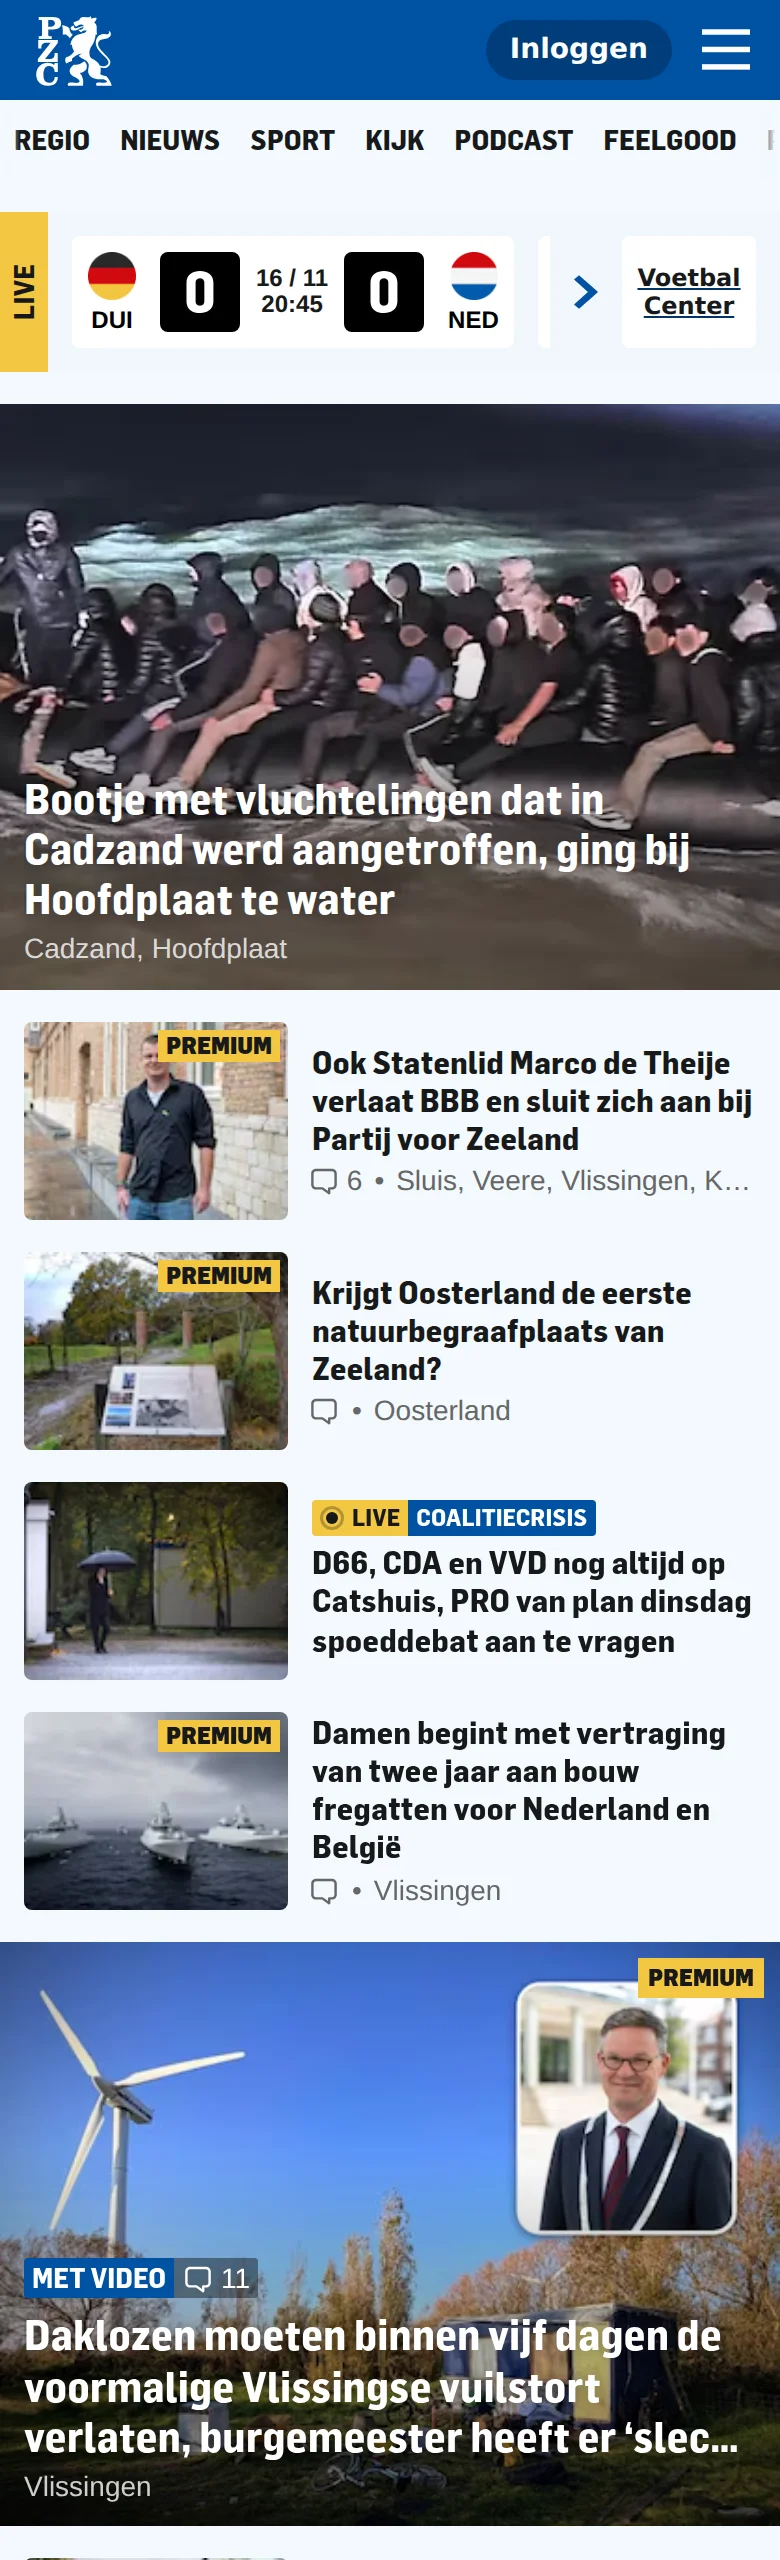 PZC
Inloggen
REGIO NIEUWS SPORT KIJK PODCAST FEELGOOD
LIVE
DUI 0 16 / 11 20:45 0 NED
Voetbal
Center
Bootje met vluchtelingen dat in
Cadzand werd aangetroffen, ging bij
Hoofdplaat te water
Cadzand, Hoofdplaat
PREMIUM
Ook Statenlid Marco de Theije
verlaat BBB en sluit zich aan bij
Partij voor Zeeland
6 • Sluis, Veere, Vlissingen, K...
PREMIUM
Krijgt Oosterland de eerste
natuurbegraafplaats van
Zeeland?
• Oosterland
LIVE COALITIECRISIS
D66, CDA en VVD nog altijd op
Catshuis, PRO van plan dinsdag
spoeddebat aan te vragen
PREMIUM
Damen begint met vertraging
van twee jaar aan bouw
fregatten voor Nederland en
België
• Vlissingen
PREMIUM
MET VIDEO 11
Daklozen moeten binnen vijf dagen de
voormalige Vlissingse vuilstort
verlaten, burgemeester heeft er ‘slec...
Vlissingen